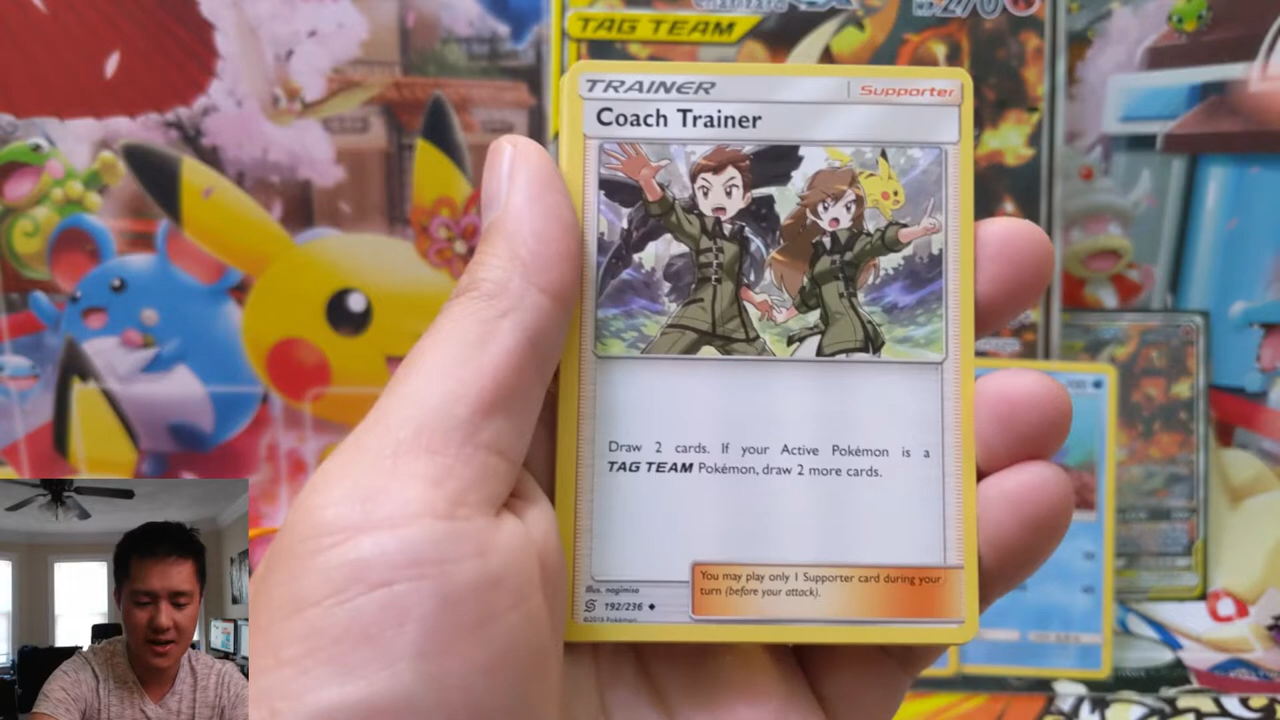 TAG TEAM
TRAINER
Supporter
Coach Trainer
Draw 2 cards. If your Active Pokémon is a
TAG TEAM Pokémon, draw 2 more cards.
You may play only 1 Supporter card during your
turn (before your attack).
Illus. nagimiso
192/236
©2019 Pokémon